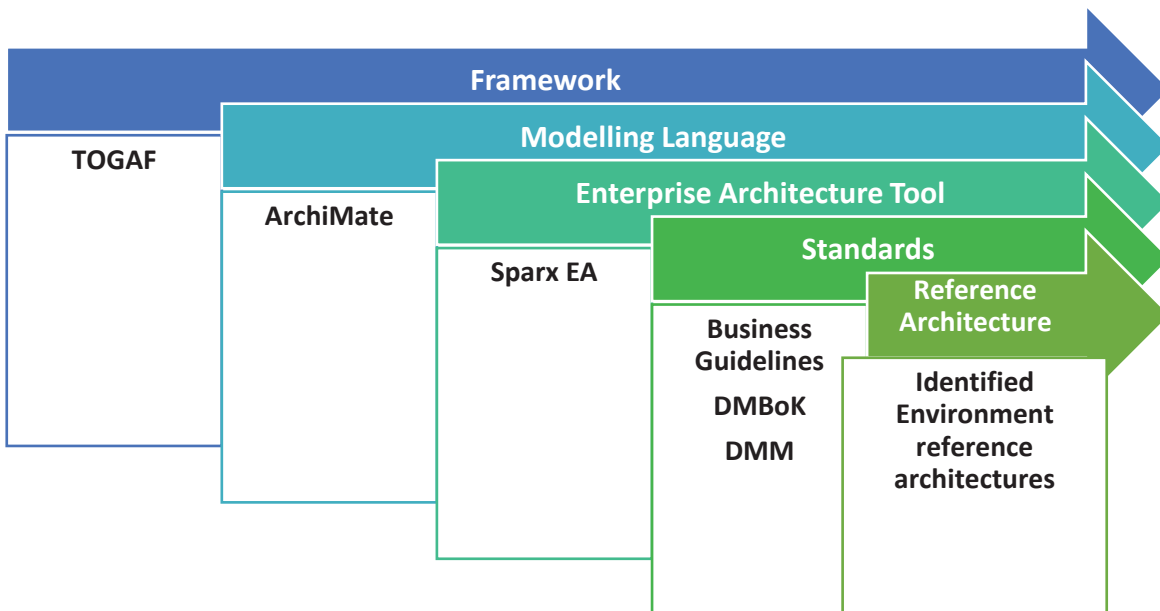 Framework
TOGAF
Modelling Language
ArchiMate
Enterprise Architecture Tool
Sparx EA
Standards
Business
Guidelines
DMBoK
DMM
Reference
Architecture
Identified
Environment
reference
architectures